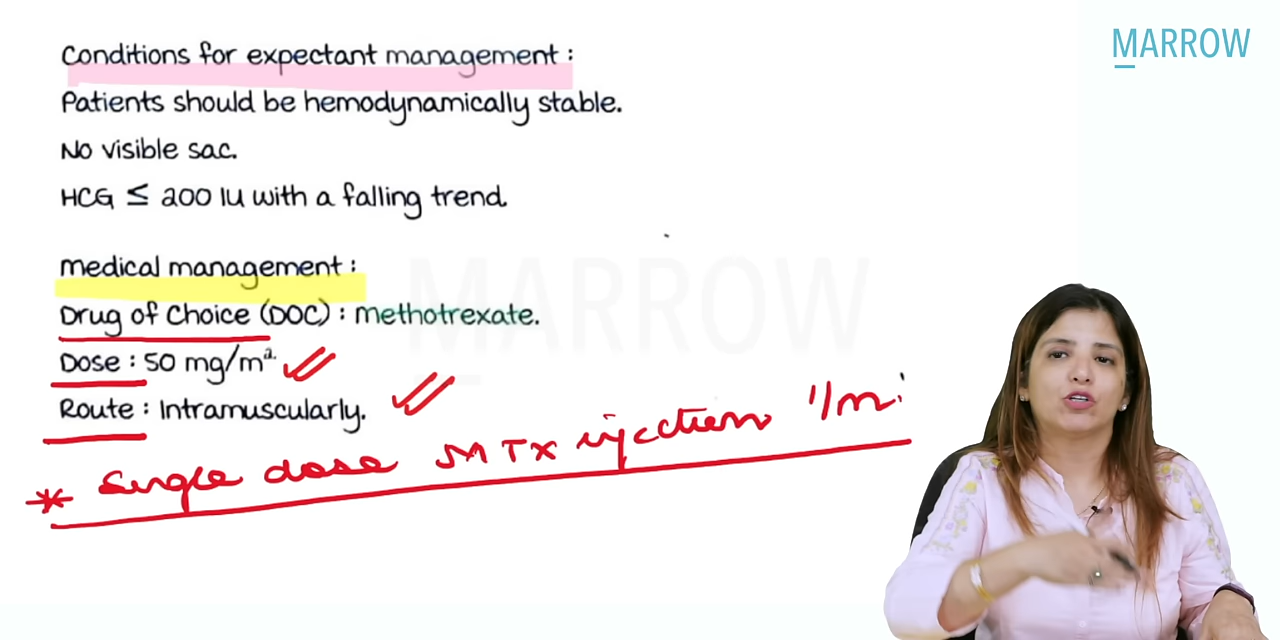 MARROW
Conditions for expectant management :
Patients should be hemodynamically stable.
No visible sac.
HCG ≤ 200 IU with a falling trend.
Medical management :
MARROW
Drug of Choice (DOC) : methotrexate.
Dose : 50 mg/m².
Route : Intramuscularly.
* Single dose MTX injection I/m.